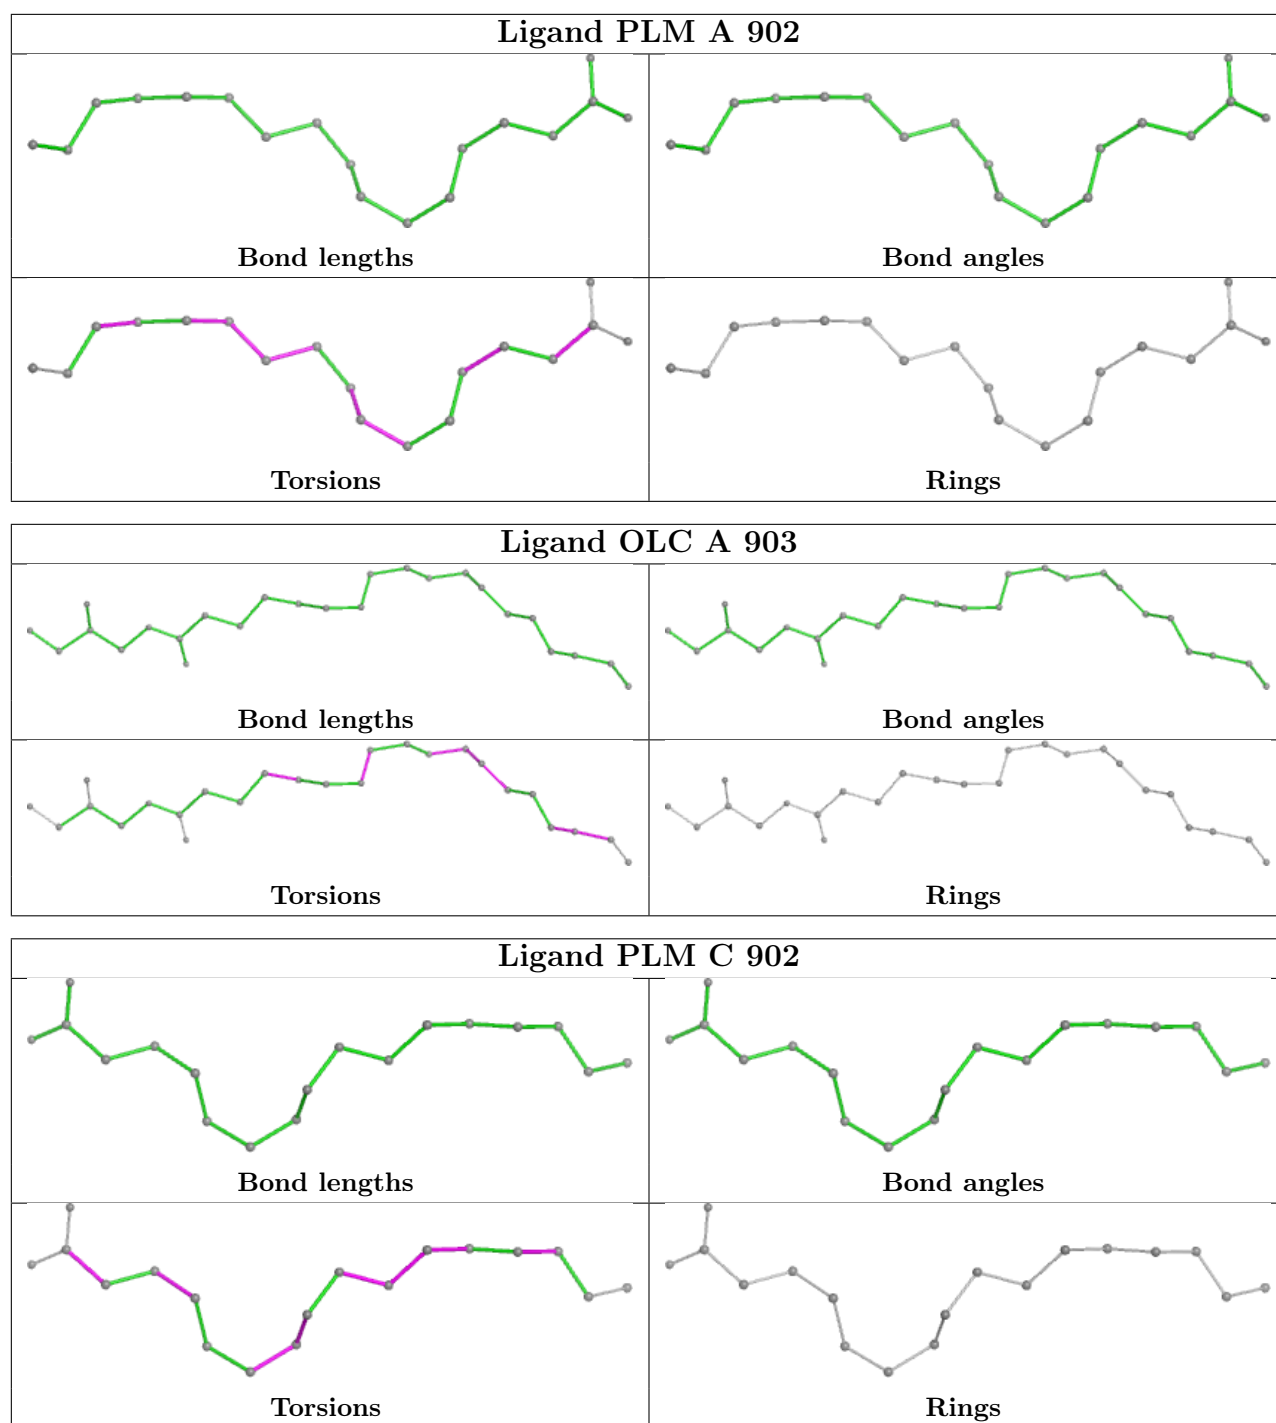 Ligand PLM A 902
Bond lengths
Bond angles
Torsions
Rings
Ligand OLC A 903
Bond lengths
Bond angles
Torsions
Rings
Ligand PLM C 902
Bond lengths
Bond angles
Torsions
Rings